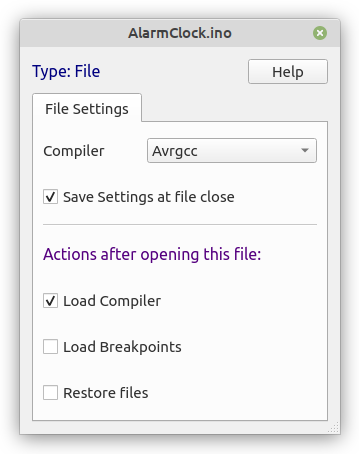 AlarmClock.ino
Type: File
Help
File Settings
Compiler
Avrgcc
Save Settings at file close
Actions after opening this file:
Load Compiler
Load Breakpoints
Restore files